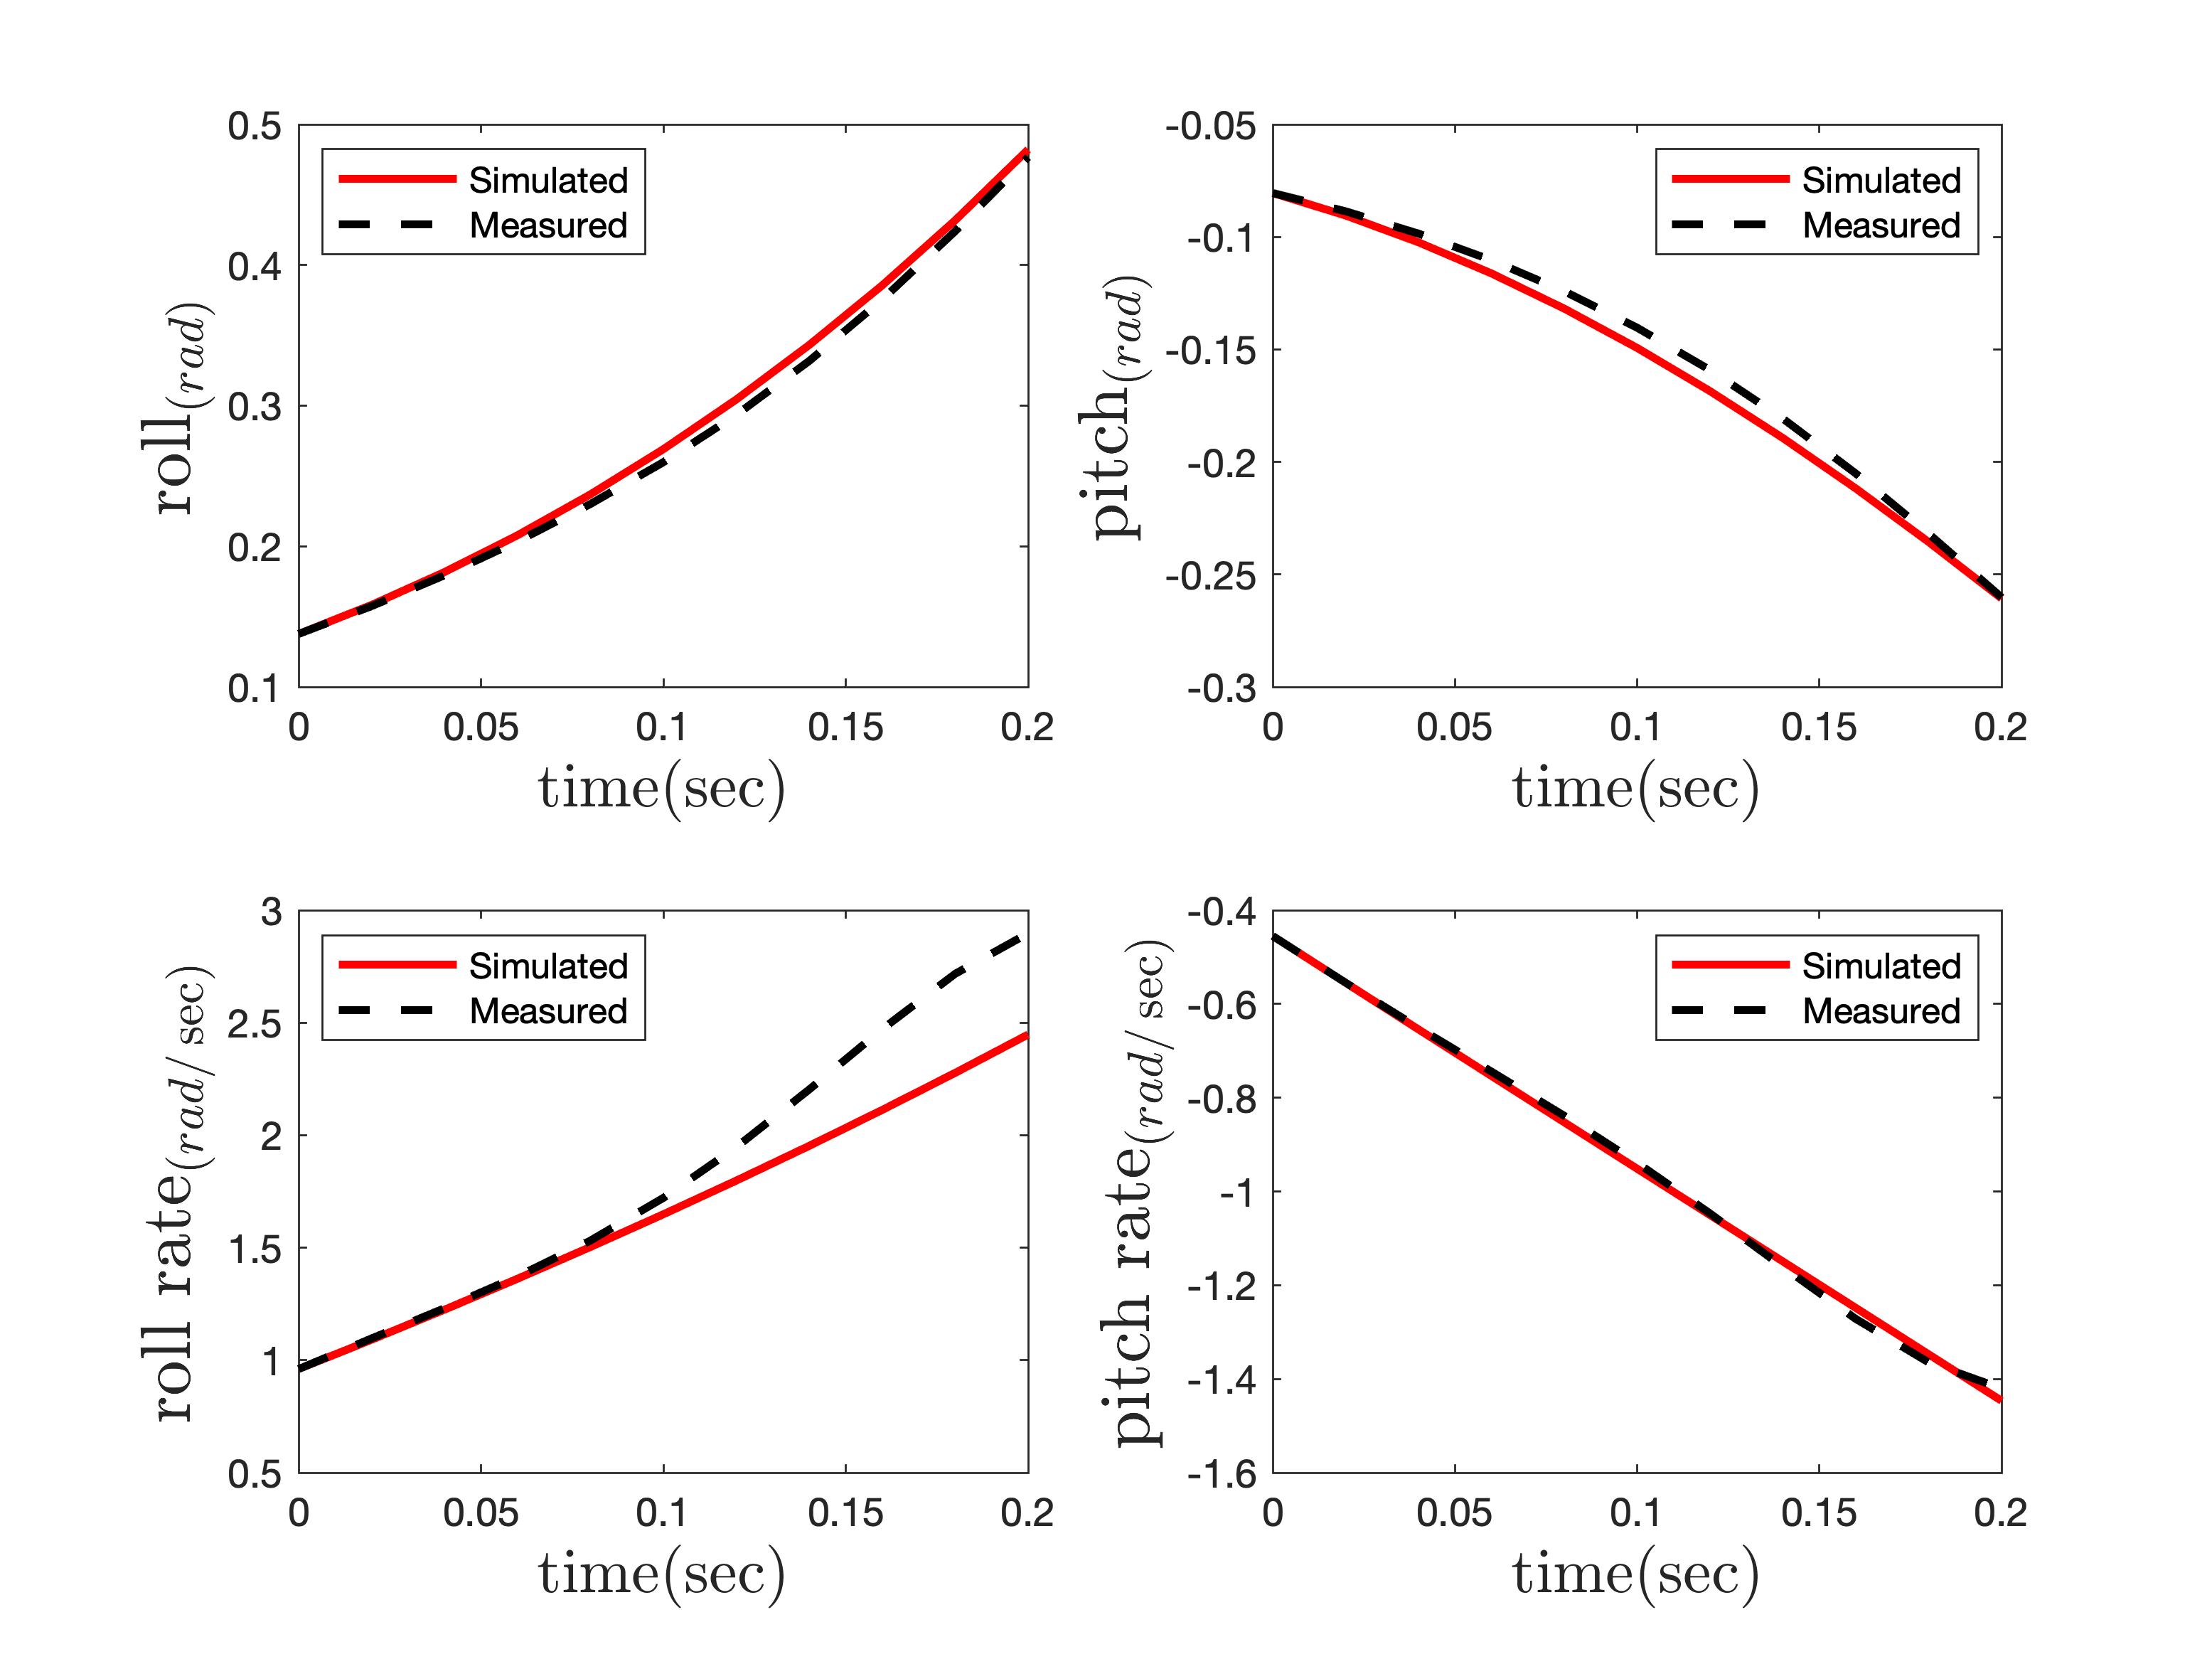 0.5
0.4
0.3
0.2
0.1
roll(rad)
Simulated
Measured
0 0.05 0.1 0.15 0.2
time(sec)
-0.05
-0.1
-0.15
-0.2
-0.25
-0.3
pitch(rad)
Simulated
Measured
0 0.05 0.1 0.15 0.2
time(sec)
3
2.5
2
1.5
1
0.5
roll rate(rad/ sec)
Simulated
Measured
0 0.05 0.1 0.15 0.2
time(sec)
-0.4
-0.6
-0.8
-1
-1.2
-1.4
-1.6
pitch rate(rad/ sec)
Simulated
Measured
0 0.05 0.1 0.15 0.2
time(sec)